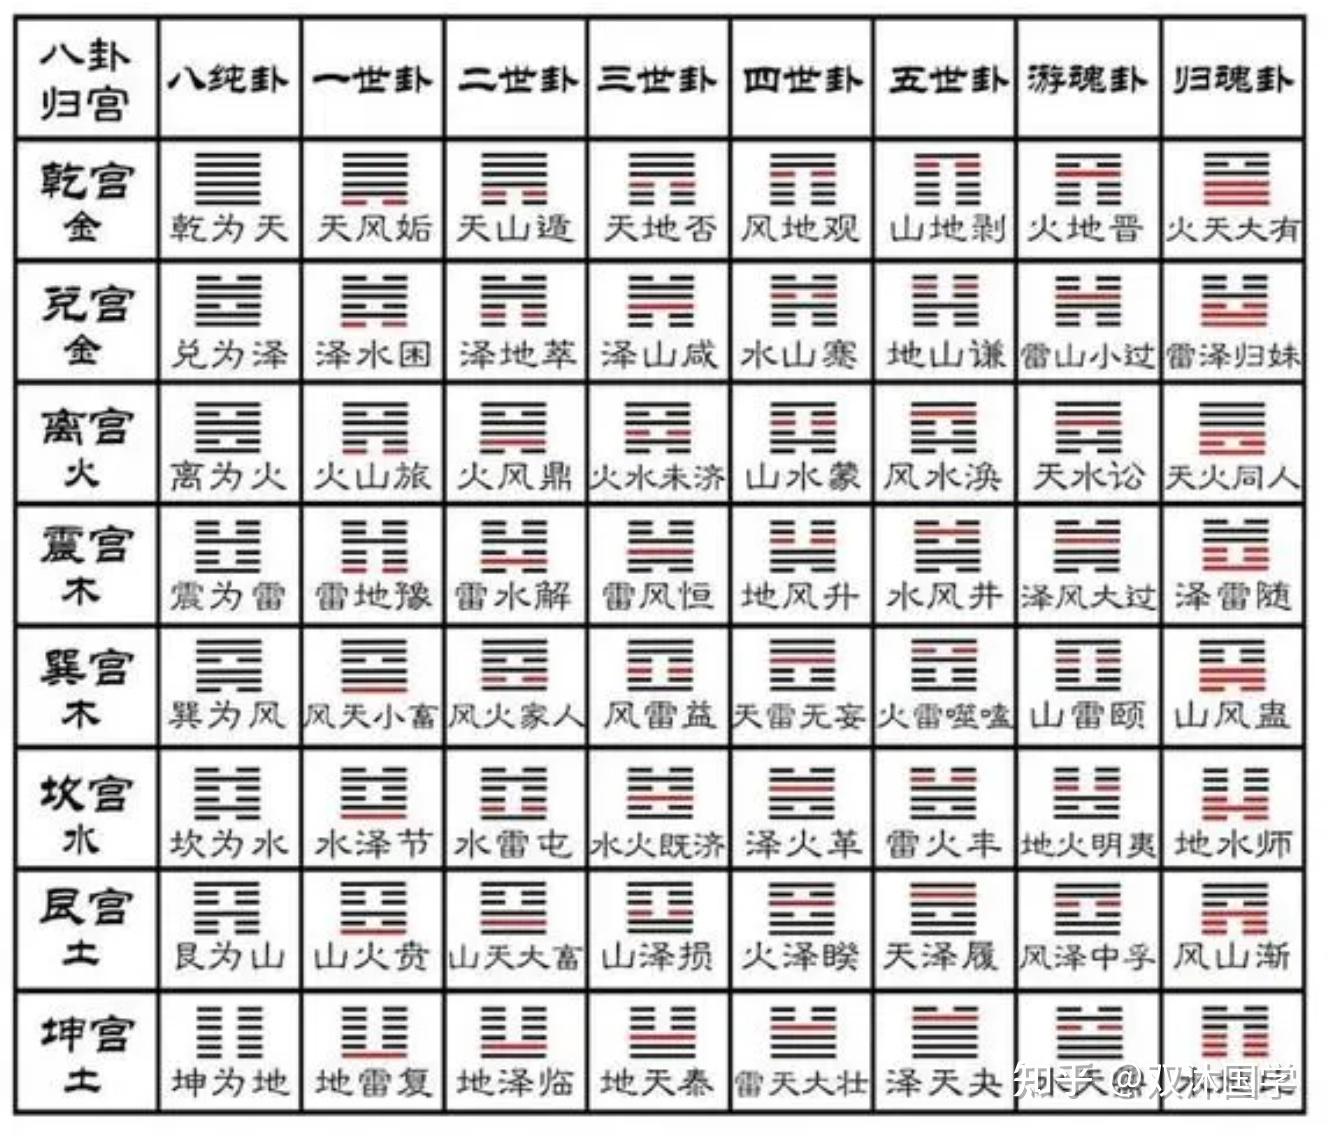 八卦
归宫
八纯卦 一世卦 二世卦 三世卦 四世卦 五世卦 游魂卦 归魂卦
乾宫
金
乾为天 天风姤 天山遁 天地否 风地观 山地剥 火地晋 火天大有
兑宫
金
兑为泽 泽水困 泽地萃 泽山咸 水山寒 地山谦 雷山小过 雷泽归妹
离宫
火
离为火 火山旅 火风鼎 火水未济 山水蒙 风水涣 天水讼 天火同人
震宫
木
震为雷 雷地豫 雷水解 雷风恒 地风升 水风井 泽风大过 泽雷随
巽宫
木
巽为风 风天小富 风火家人 风雷益 天雷无妄 火雷噬嗑 山雷颐 山风蛊
坎宫
水
坎为水 水泽节 水雷屯 水火既济 泽火革 雷火丰 地火明夷 地水师
艮宫
土
艮为山 山火贲 山天大富 山泽损 火泽睽 天泽履 风泽中孚 风山渐
坤宫
土
坤为地 地雷复 地泽临 地天泰 雷天大壮 泽天夬
知乎 @双沐国学